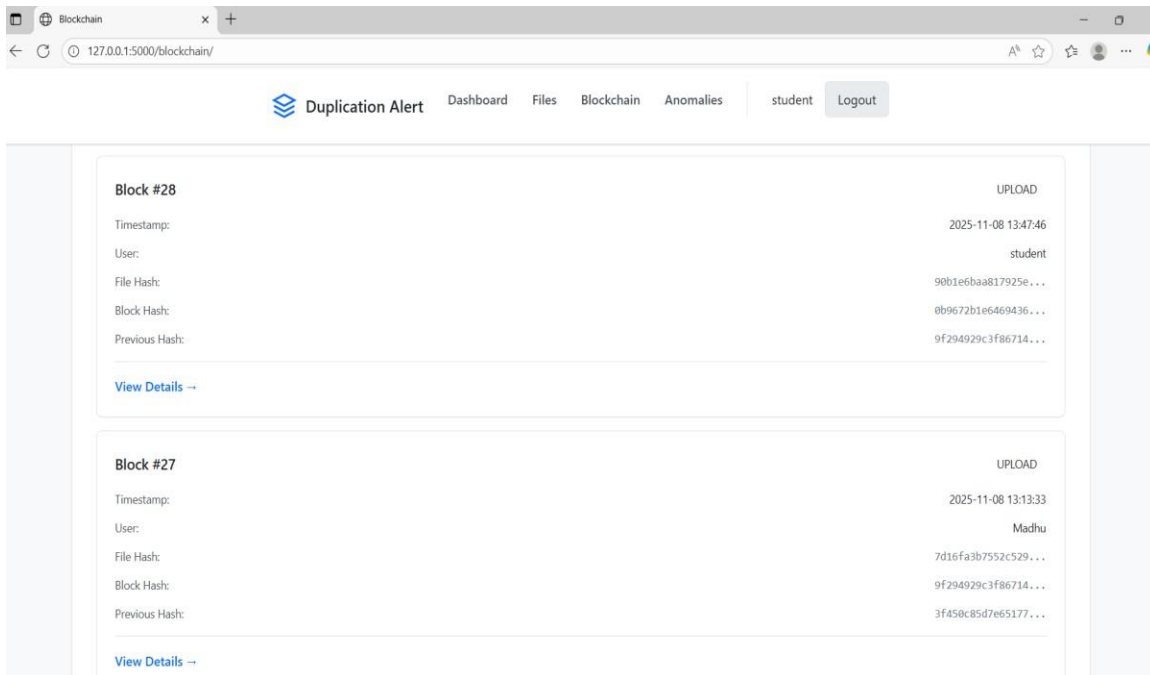 Blockchain
127.0.0.1:5000/blockchain/
Duplication Alert Dashboard Files Blockchain Anomalies student Logout
Block #28 UPLOAD
Timestamp: 2025-11-08 13:47:46
User: student
File Hash: 90b1e6baa817925e...
Block Hash: 0b9672b1e6469436...
Previous Hash: 9f294929c3f86714...
View Details →
Block #27 UPLOAD
Timestamp: 2025-11-08 13:13:33
User: Madhu
File Hash: 7d16fa3b7552c529...
Block Hash: 9f294929c3f86714...
Previous Hash: 3f450c85d7e65177...
View Details →